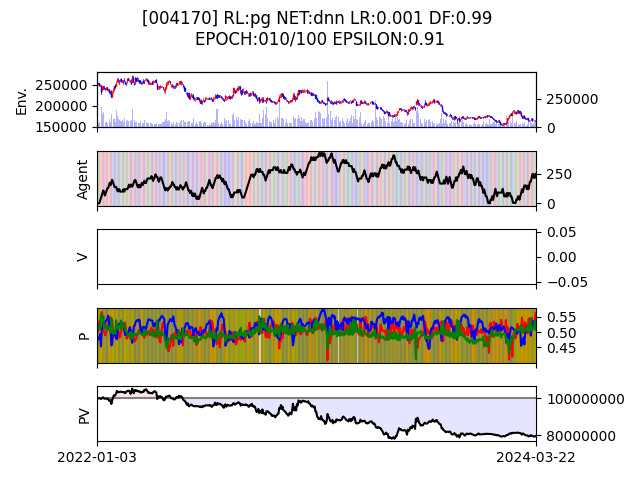 [004170] RL:pg NET:dnn LR:0.001 DF:0.99
EPOCH:010/100 EPSILON:0.91
Env.
250000
200000
150000
250000
0
Agent
250
0
V
0.05
0.00
−0.05
P
0.55
0.50
0.45
PV
100000000
80000000
2022-01-03
2024-03-22